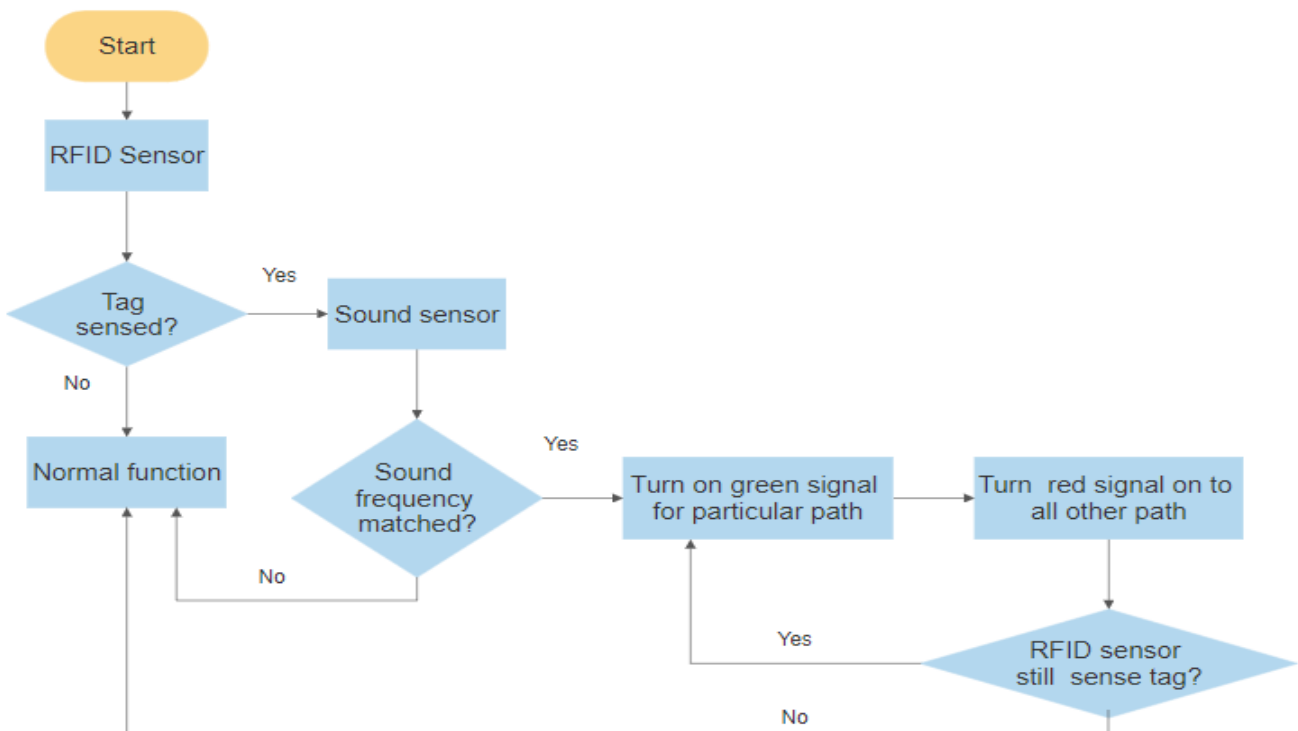 Start
RFID Sensor
Tag
sensed?
Yes
Sound sensor
No
Normal function
Sound
frequency
matched?
Yes
Turn on green signal
for particular path
Turn red signal on to
all other path
No
RFID sensor
still sense tag?
Yes
No